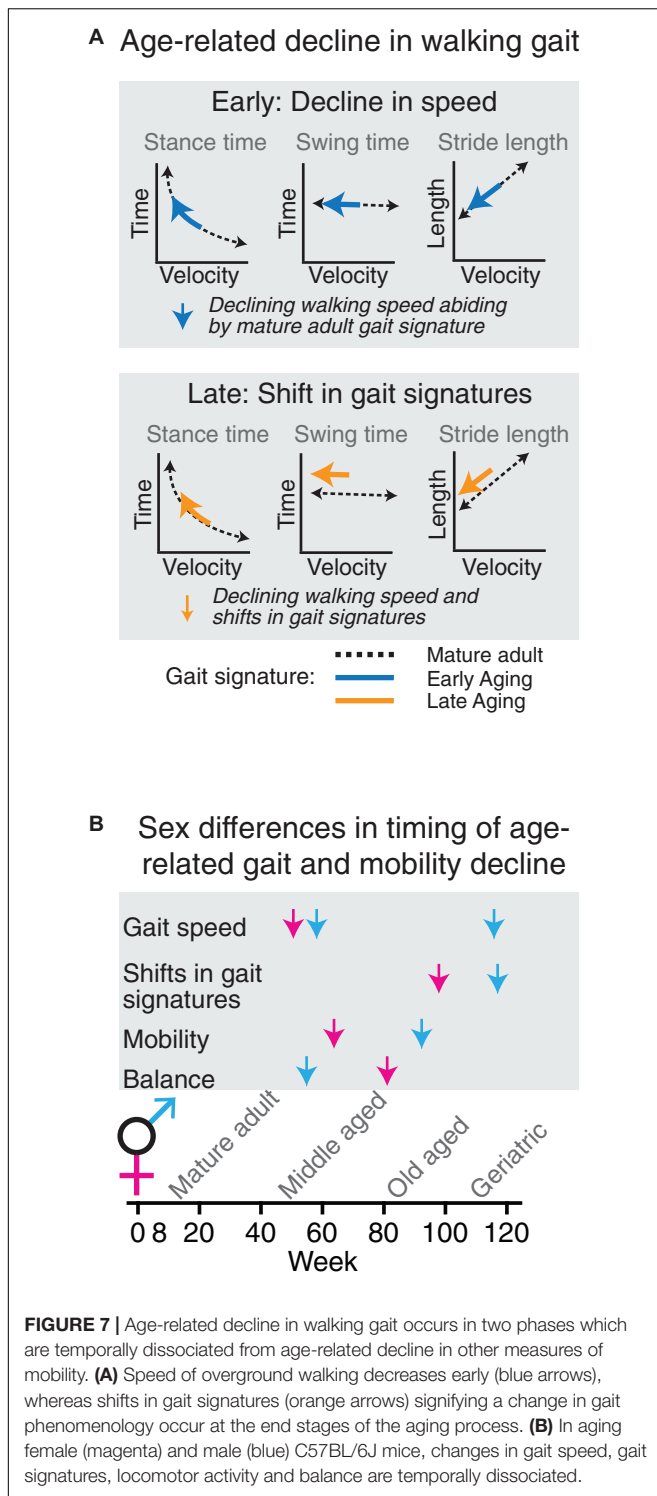 A Age-related decline in walking gait
Early: Decline in speed
Stance time Swing time Stride length
Time Time Length
Velocity Velocity Velocity
Declining walking speed abiding
by mature adult gait signature
Late: Shift in gait signatures
Stance time Swing time Stride length
Time Time Length
Velocity Velocity Velocity
Declining walking speed and
shifts in gait signatures
Gait signature: Mature adult
Early Aging
Late Aging
B Sex differences in timing of age-
related gait and mobility decline
Gait speed
Shifts in gait
signatures
Mobility
Balance
Mature adult Middle aged Old aged Geriatric
0 8 20 40 60 80 100 120
Week
FIGURE 7 | Age-related decline in walking gait occurs in two phases which
are temporally dissociated from age-related decline in other measures of
mobility. (A) Speed of overground walking decreases early (blue arrows),
whereas shifts in gait signatures (orange arrows) signifying a change in gait
phenomenology occur at the end stages of the aging process. (B) In aging
female (magenta) and male (blue) C57BL/6J mice, changes in gait speed, gait
signatures, locomotor activity and balance are temporally dissociated.